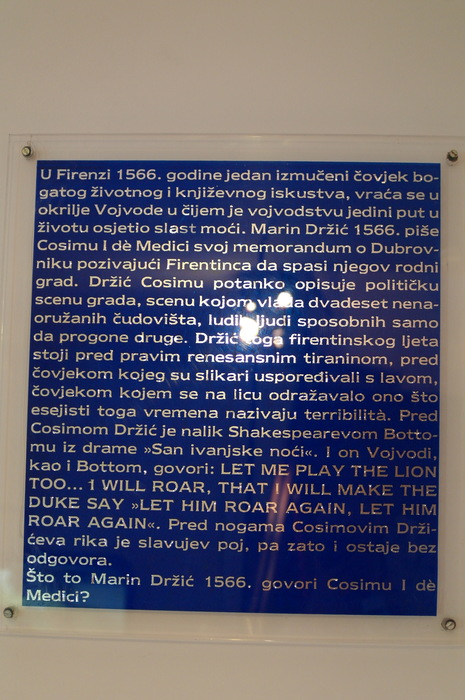 U Firenzi 1566. godine jedan izmučeni čovjek bo-
gatog životnog i književnog iskustva, vraća se u
okrilje Vojvode u čijem je vojvodstvu jedini put u
životu osjetio slast moći. Marin Držić 1566. piše
Cosimu I dè Medici svoj memorandum o Dubrov-
niku pozivajući Firentinca da spasi njegov rodni
grad. Držić Cosimu potanko opisuje političku
scenu grada, scenu kojom vlada dvadeset nena-
oružanih čudovišta, ludih ljudi sposobnih samo
da progone druge. Držić toga firentinskog ljeta
stoji pred pravim renesansnim tiraninom, pred
čovjekom kojeg su slikari uspoređivali s lavom,
čovjekom kojem se na licu odražavalo ono što
esejisti toga vremena nazivaju terribilità. Pred
Cosimom Držić je nalik Shakespearevom Botto-
mu iz drame »San ivanjske noći«. I on Vojvodi,
kao i Bottom, govori: LET ME PLAY THE LION
TOO... I WILL ROAR, THAT I WILL MAKE THE
DUKE SAY »LET HIM ROAR AGAIN, LET HIM
ROAR AGAIN«. Pred nogama Cosimovim Drži-
ćeva rika je slavujev poj, pa zato i ostaje bez
odgovora.
Što to Marin Držić 1566. govori Cosimu I dè
Medici?